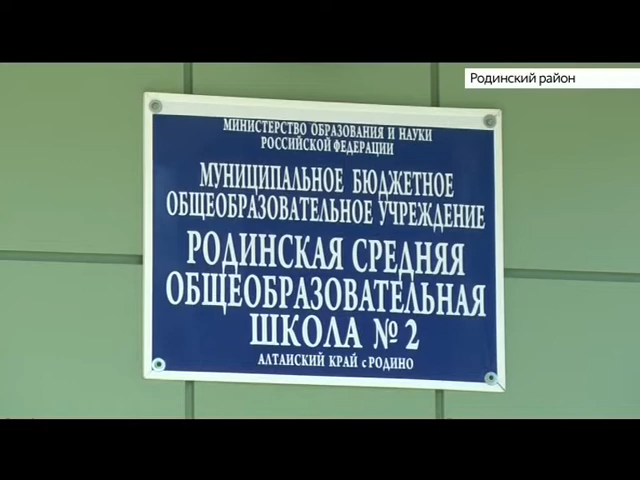 Родинский район
МИНИСТЕРСТВО ОБРАЗОВАНИЯ И НАУКИ
РОССИЙСКОЙ ФЕДЕРАЦИИ
МУНИЦИПАЛЬНОЕ БЮДЖЕТНОЕ
ОБЩЕОБРАЗОВАТЕЛЬНОЕ УЧРЕЖДЕНИЕ
РОДИНСКАЯ СРЕДНЯЯ
ОБЩЕОБРАЗОВАТЕЛЬНАЯ
ШКОЛА № 2
АЛТАЙСКИЙ КРАЙ с РОДИНО